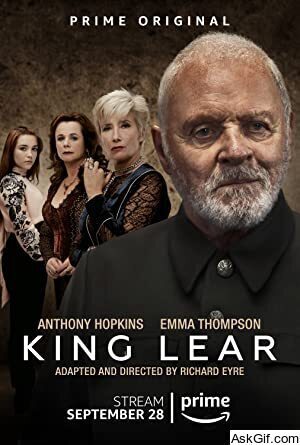 PRIME ORIGINAL
ANTHONY HOPKINS EMMA THOMPSON
KING LEAR
ADAPTED AND DIRECTED BY RICHARD EYRE
STREAM
SEPTEMBER 28
prime
AskGif.com